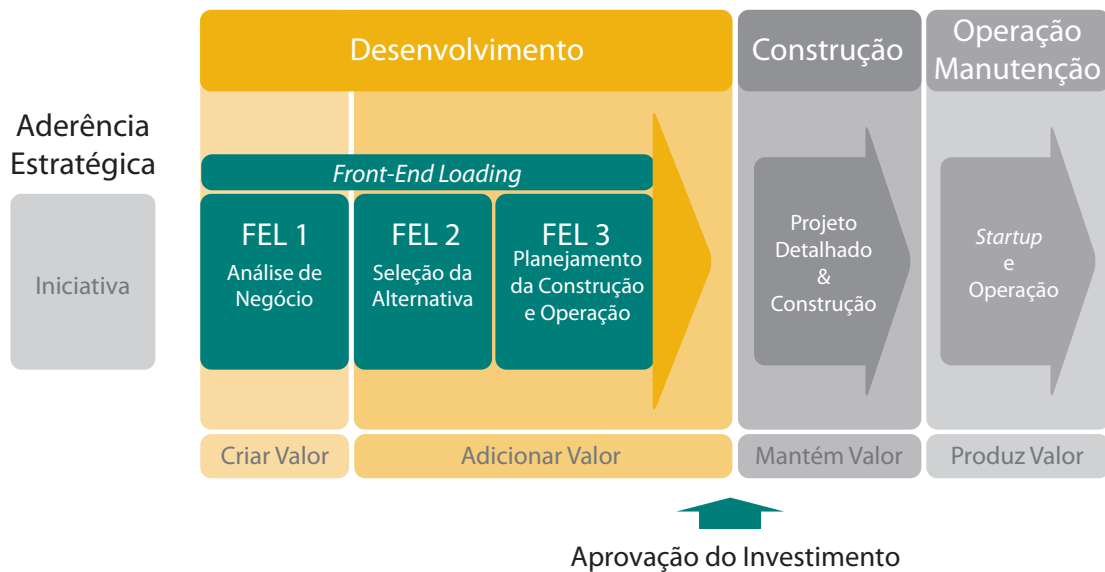 Desenvolvimento
Construção
Operação
Manutenção
Aderência
Estratégica
Iniciativa
Front-End Loading
FEL 1
Análise de
Negócio
FEL 2
Seleção da
Alternativa
FEL 3
Planejamento
da Construção
e Operação
Projeto
Detalhado
&
Construção
Startup
e
Operação
Criar Valor
Adicionar Valor
Mantém Valor
Produz Valor
Aprovação do Investimento